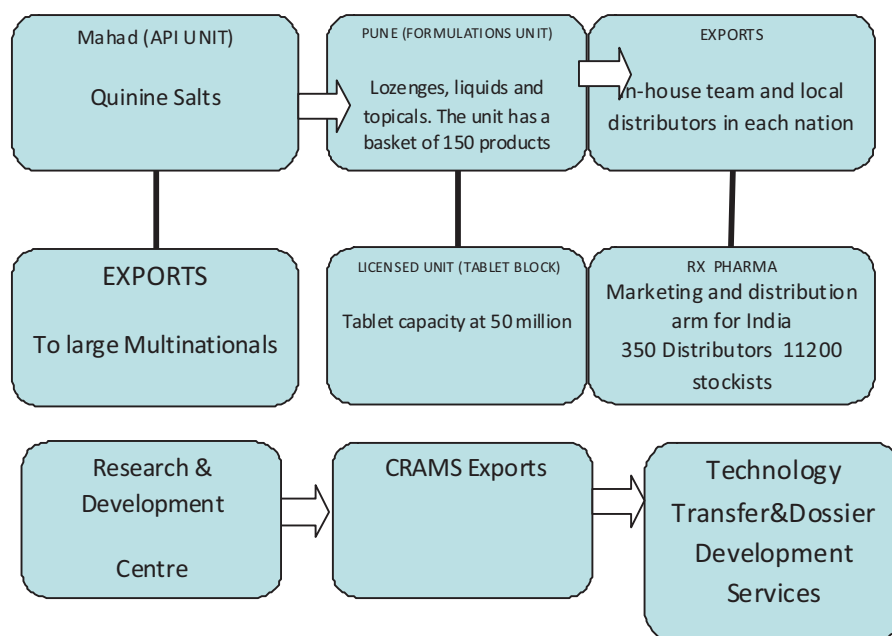 Mahad (API UNIT)
Quinine Salts
PUNE (FORMULATIONS UNIT)
Lozenges, liquids and
topicals. The unit has a
basket of 150 products
EXPORTS
n-house team and local
distributors in each nation
EXPORTS
To large Multinationals
LICENSED UNIT (TABLET BLOCK)
Tablet capacity at 50 million
RX PHARMA
Marketing and distribution
arm for India
350 Distributors 11200
stockists
Research &
Development
Centre
CRAMS Exports
Technology
Transfer&Dossier
Development
Services